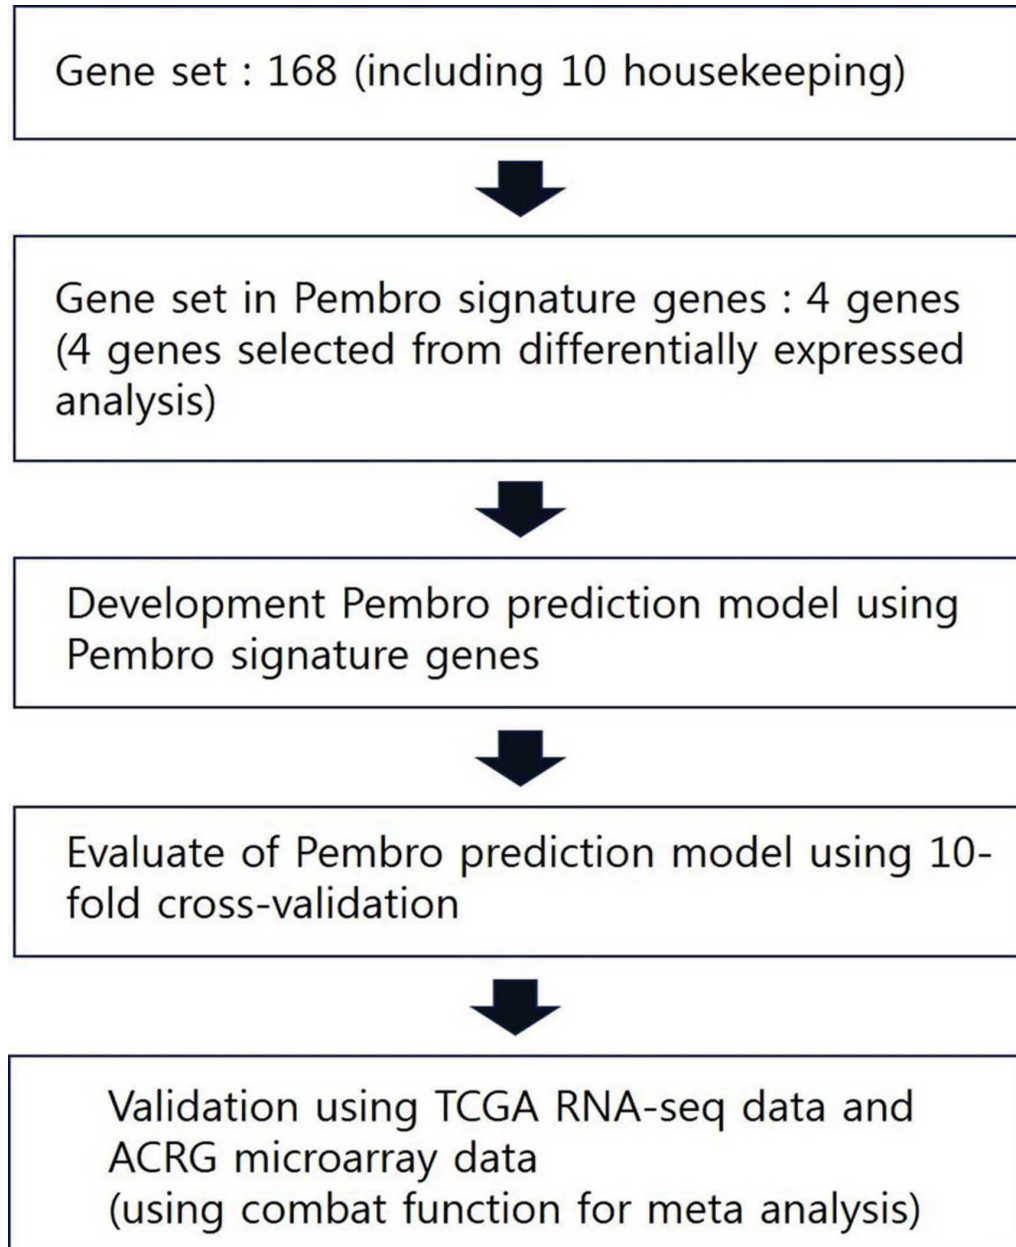 Gene set : 168 (including 10 housekeeping)
Gene set in Pembro signature genes : 4 genes
(4 genes selected from differentially expressed
analysis)
Development Pembro prediction model using
Pembro signature genes
Evaluate of Pembro prediction model using 10-
fold cross-validation
Validation using TCGA RNA-seq data and
ACRG microarray data
(using combat function for meta analysis)